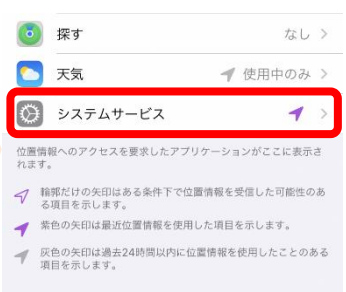 探す なし
天気 使用中のみ
システムサービス
位置情報へのアクセスを要求したアプリケーションがここに表示さ
れます。
輪郭だけの矢印はある条件下で位置情報を受信した可能性のあ
る項目を示します。
紫色の矢印は最近位置情報を使用した項目を示します。
灰色の矢印は過去24時間以内に位置情報を使用したことのある
項目を示します。